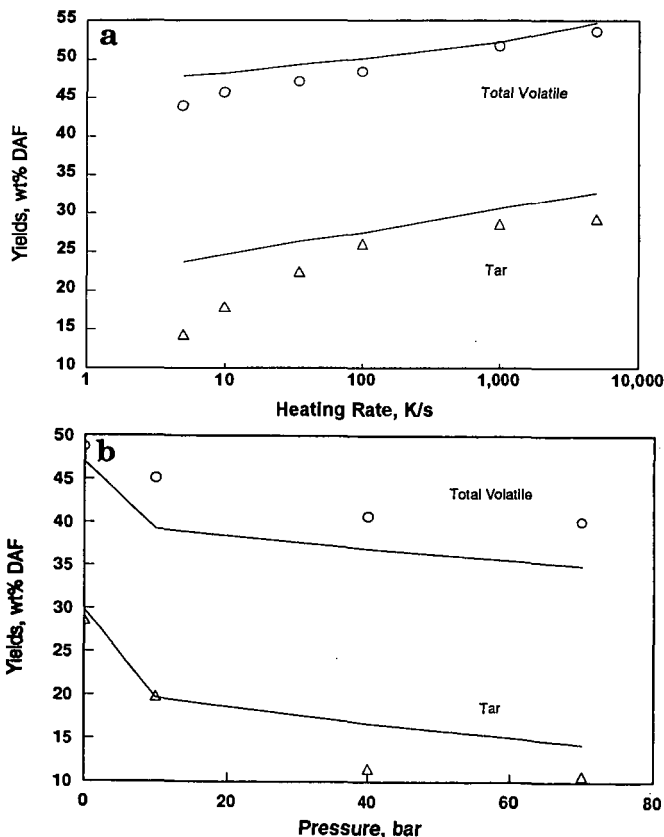 a
55
50
45
40
35
30
25
20
15
10
Yields, wt% DAF
Total Volatile
Tar
1
10
100
1,000
10,000
Heating Rate, K/s
b
50
45
40
35
30
25
20
15
10
Yields, wt% DAF
Total Volatile
Tar
0
20
40
60
80
Pressure, bar